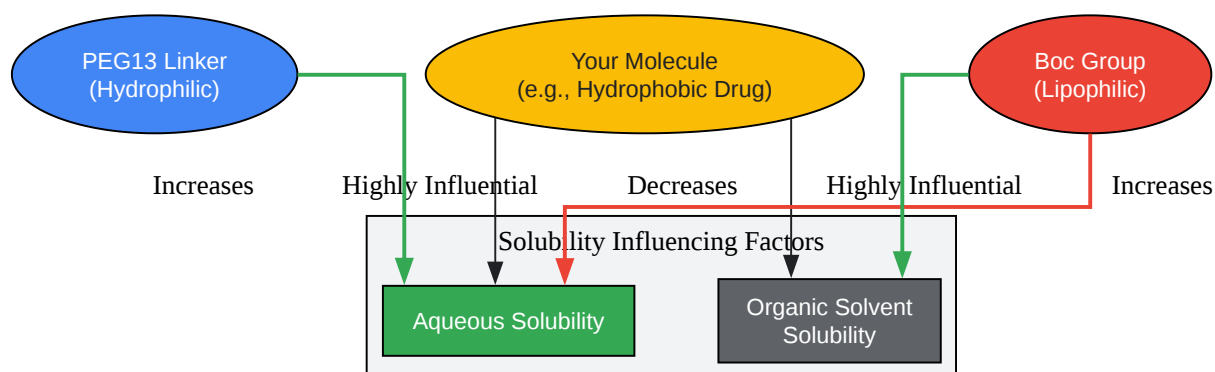 PEG13 Linker
(Hydrophilic)
Your Molecule
(e.g., Hydrophobic Drug)
Boc Group
(Lipophilic)
Increases
Highly Influential
Decreases
Highly Influential
Increases
Solubility Influencing Factors
Aqueous Solubility
Organic Solvent
Solubility